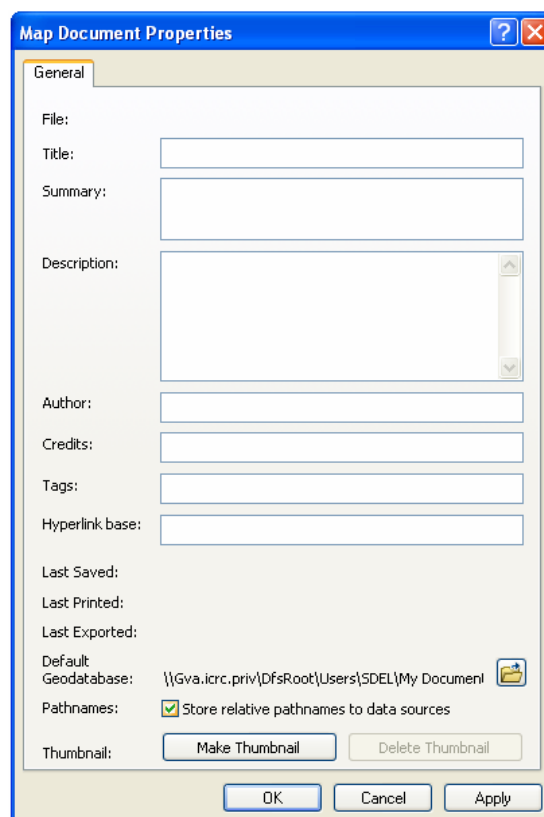 Map Document Properties
General
File:
Title:
Summary:
Description:
Author:
Credits:
Tags:
Hyperlink base:
Last Saved:
Last Printed:
Last Exported:
Default
Geodatabase: \\Gva.icrc.priv\DfsRoot\Users\SDEL\My Document
Pathnames: Store relative pathnames to data sources
Thumbnail: Make Thumbnail Delete Thumbnail
OK Cancel Apply